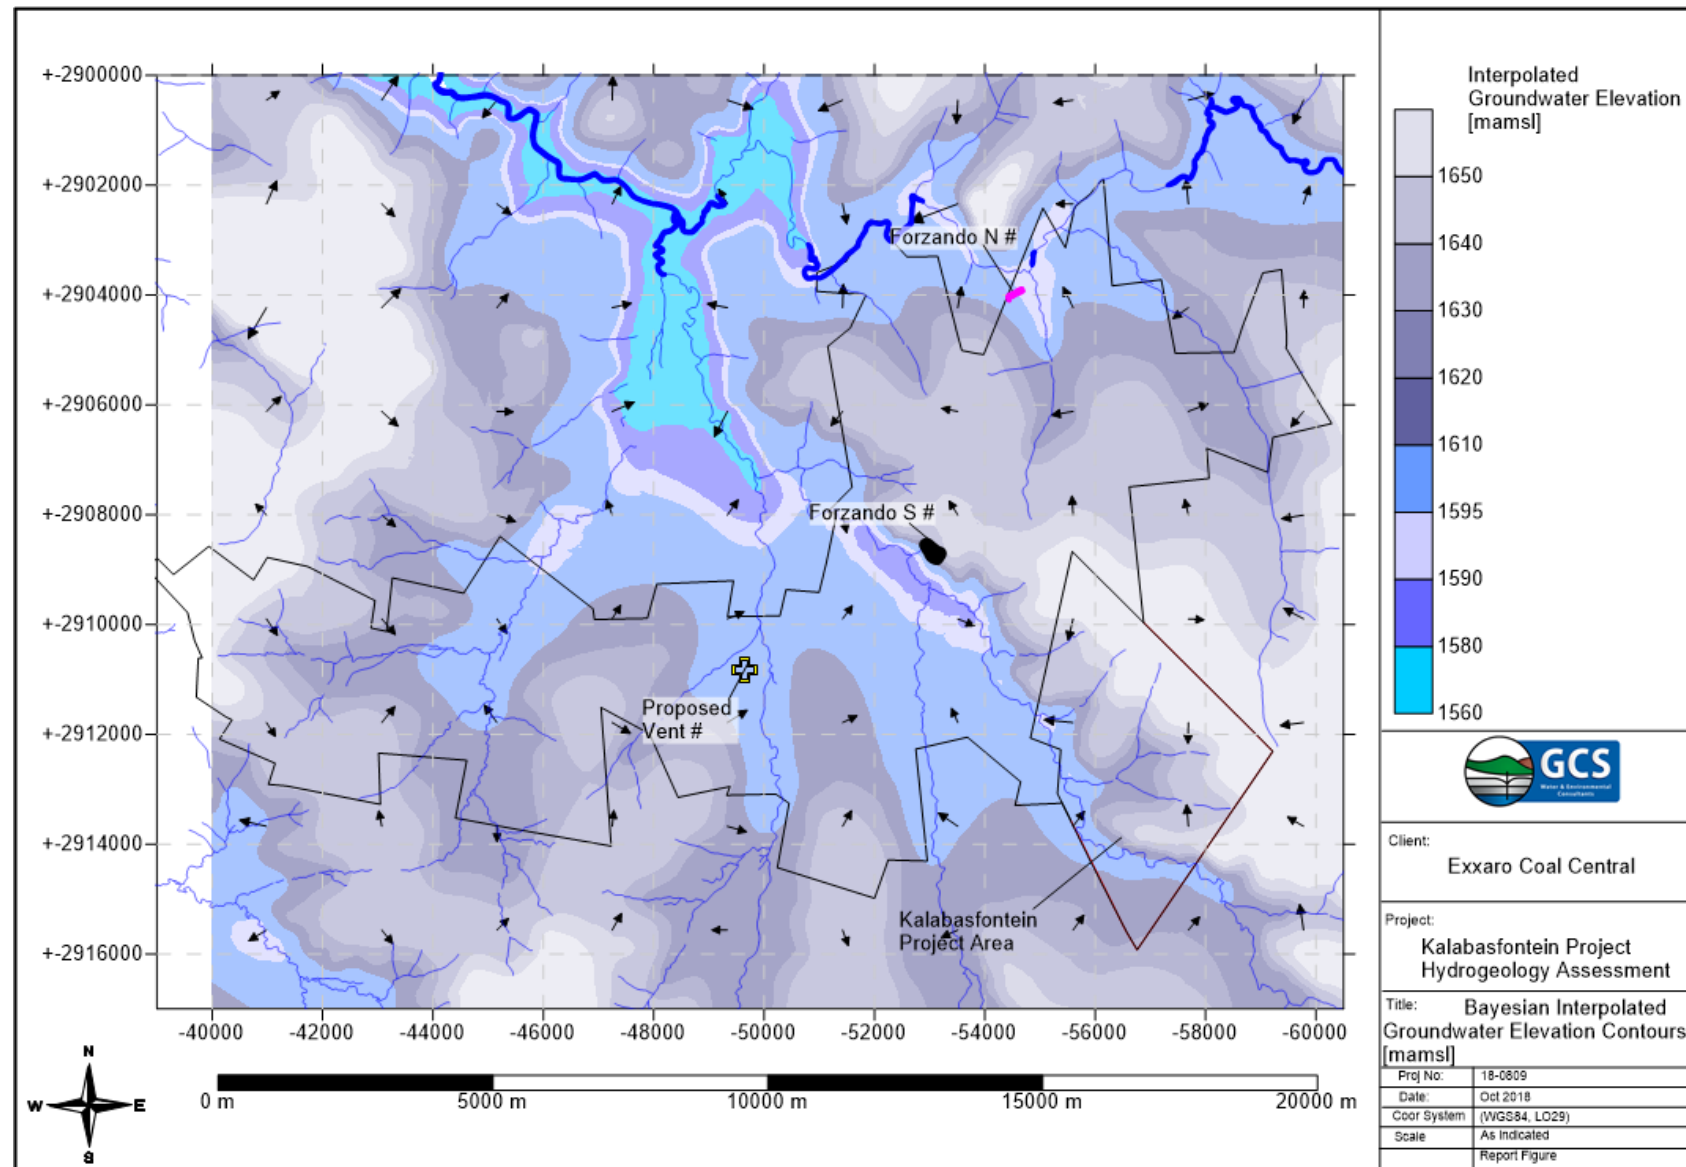 +-2900000
+-2902000
+-2904000
+-2906000
+-2908000
+-2910000
+-2912000
+-2914000
+-2916000
-40000
-42000
-44000
-46000
-48000
-50000
-52000
-54000
-56000
-58000
-60000
Forzando N #
Forzando S #
Proposed
Vent #
Kalabasfontein
Project Area
N
W
E
S
0 m
5000 m
10000 m
15000 m
20000 m
Interpolated
Groundwater Elevation
[mamsl]
1650
1640
1630
1620
1610
1595
1590
1580
1560
GCS
Water & Environmental
Consultants
Client:
Exxaro Coal Central
Project:
Kalabasfontein Project
Hydrogeology Assessment
Title: Bayesian Interpolated
Groundwater Elevation Contours
[mamsl]
Proj No: 18-0809
Date: Oct 2018
Coor System (WGS84, LO29)
Scale As Indicated
Report Figure